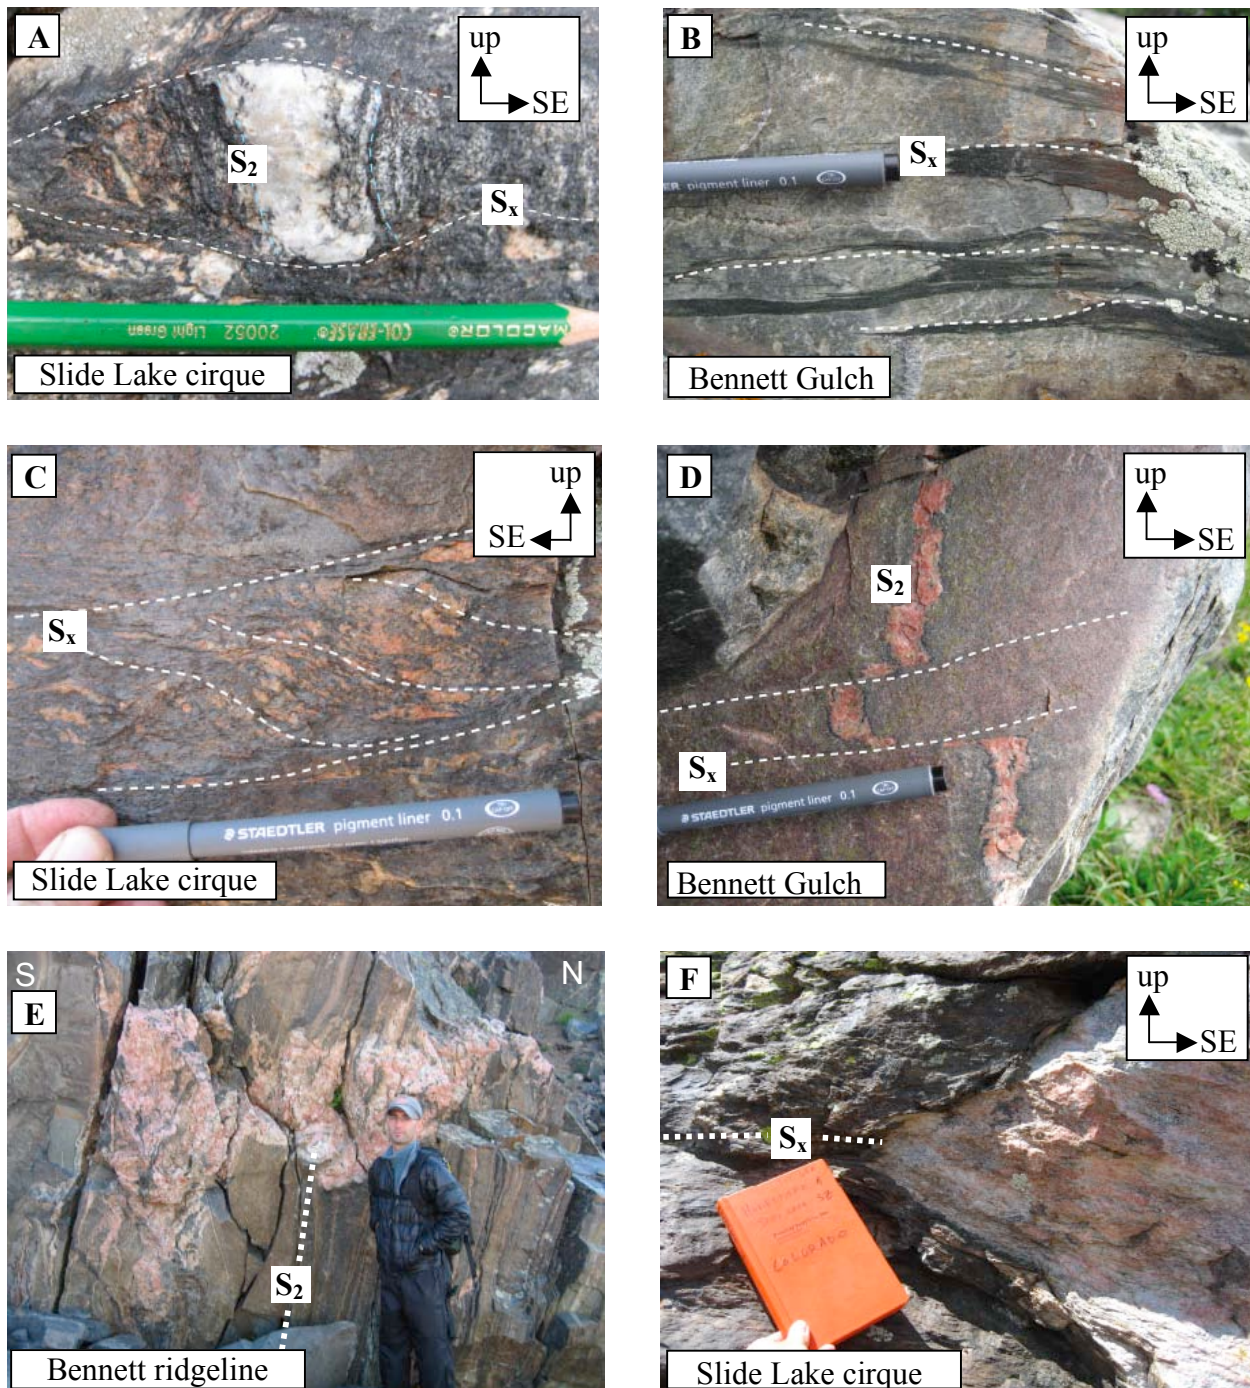 A
up
SE
S2
Sx
MACOLOR® COL-ERASE® 20052 Light Green
Slide Lake cirque
B
up
SE
Sx
ER pigment liner 0.1
Bennett Gulch
C
up
SE
Sx
STAEDTLER pigment liner 0.1
Slide Lake cirque
D
up
SE
S2
Sx
STAEDTLER pigment liner 0.1
Bennett Gulch
S
N
E
S2
Bennett ridgeline
F
up
SE
Sx
COLORADO
Slide Lake cirque